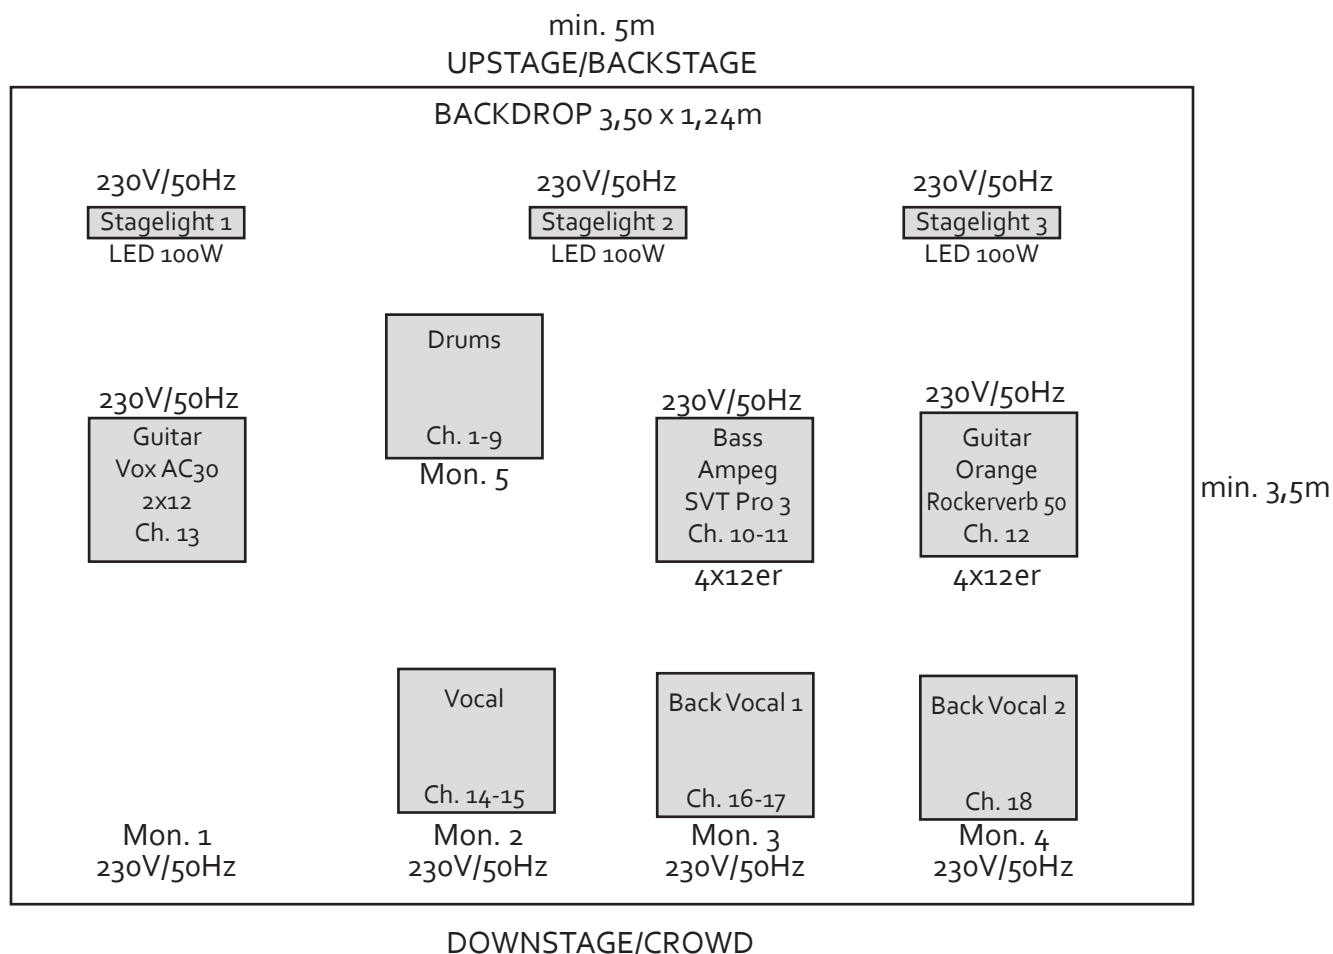 min. 5m
UPSTAGE/BACKSTAGE
BACKDROP 3,50 x 1,24m
230V/50Hz
Stagelight 1
LED 100W
230V/50Hz
Stagelight 2
LED 100W
230V/50Hz
Stagelight 3
LED 100W
Drums
Ch. 1-9
Mon. 5
230V/50Hz
Guitar
Vox AC30
2x12
Ch. 13
230V/50Hz
Bass
Ampeg
SVT Pro 3
Ch. 10-11
4x12er
230V/50Hz
Guitar
Orange
Rockerverb 50
Ch. 12
4x12er
min. 3,5m
Mon. 1
230V/50Hz
Vocal
Ch. 14-15
Mon. 2
230V/50Hz
Back Vocal 1
Ch. 16-17
Mon. 3
230V/50Hz
Back Vocal 2
Ch. 18
Mon. 4
230V/50Hz
DOWNSTAGE/CROWD